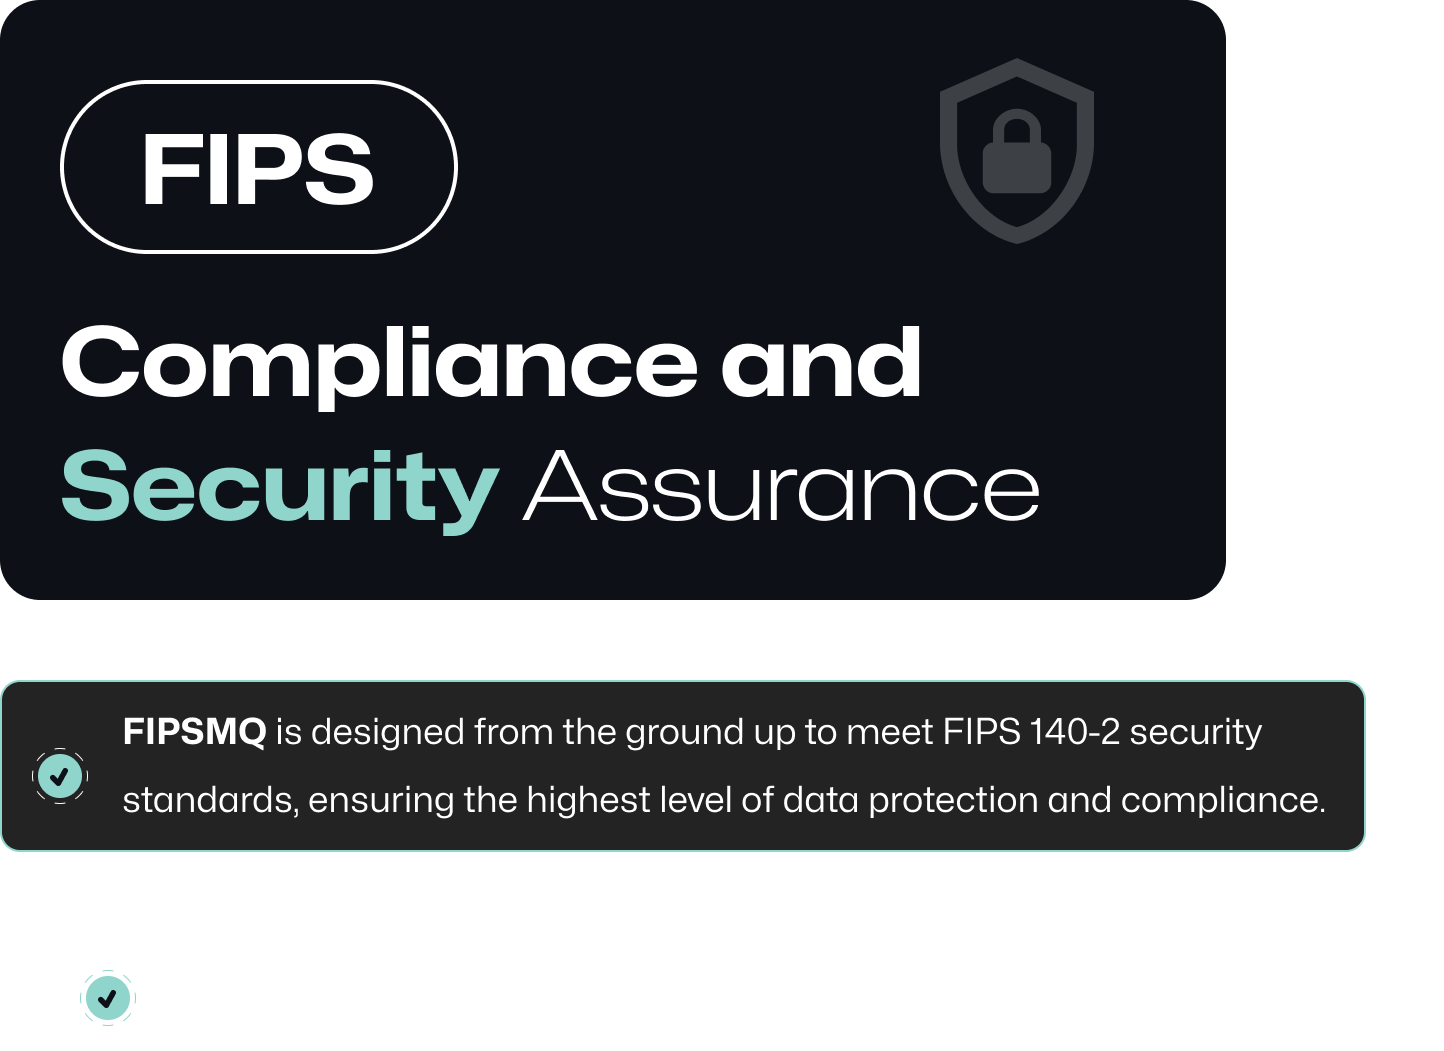 FIPS
Compliance and
Security Assurance
FIPSMQ is designed from the ground up to meet FIPS 140-2 security
standards, ensuring the highest level of data protection and compliance.